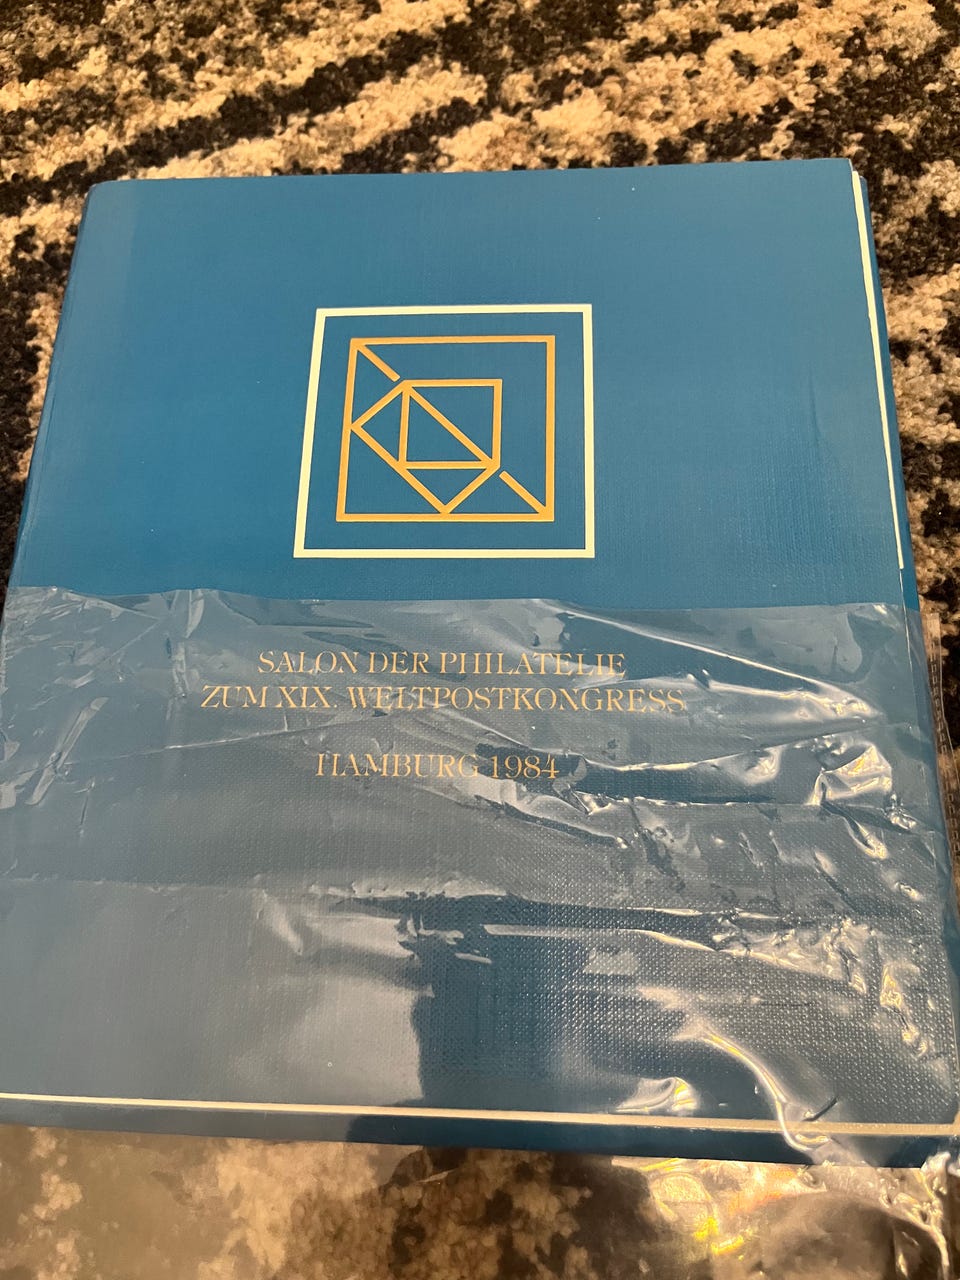 SALON DER PHILATELIE
ZUM XIX. WELTPOSTKONGRESS
HAMBURG 1984